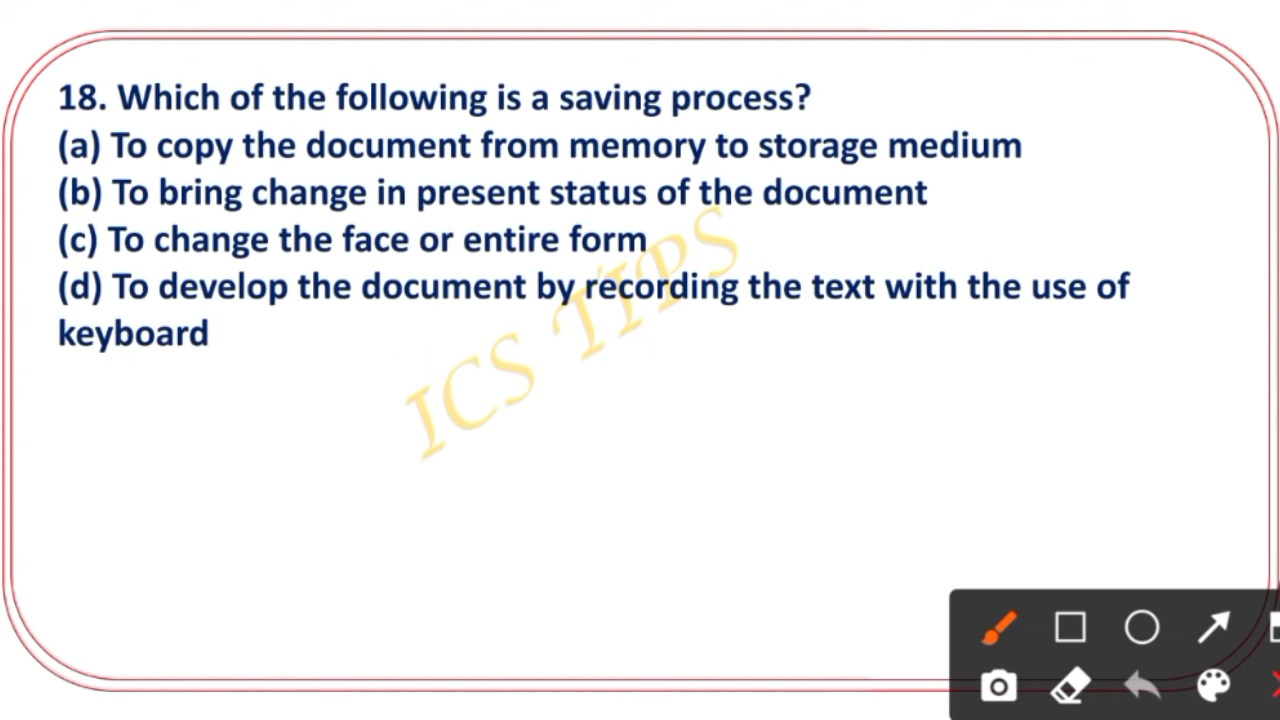 18. Which of the following is a saving process?
(a) To copy the document from memory to storage medium
(b) To bring change in present status of the document
(c) To change the face or entire form
(d) To develop the document by recording the text with the use of
keyboard
ICS TIPS